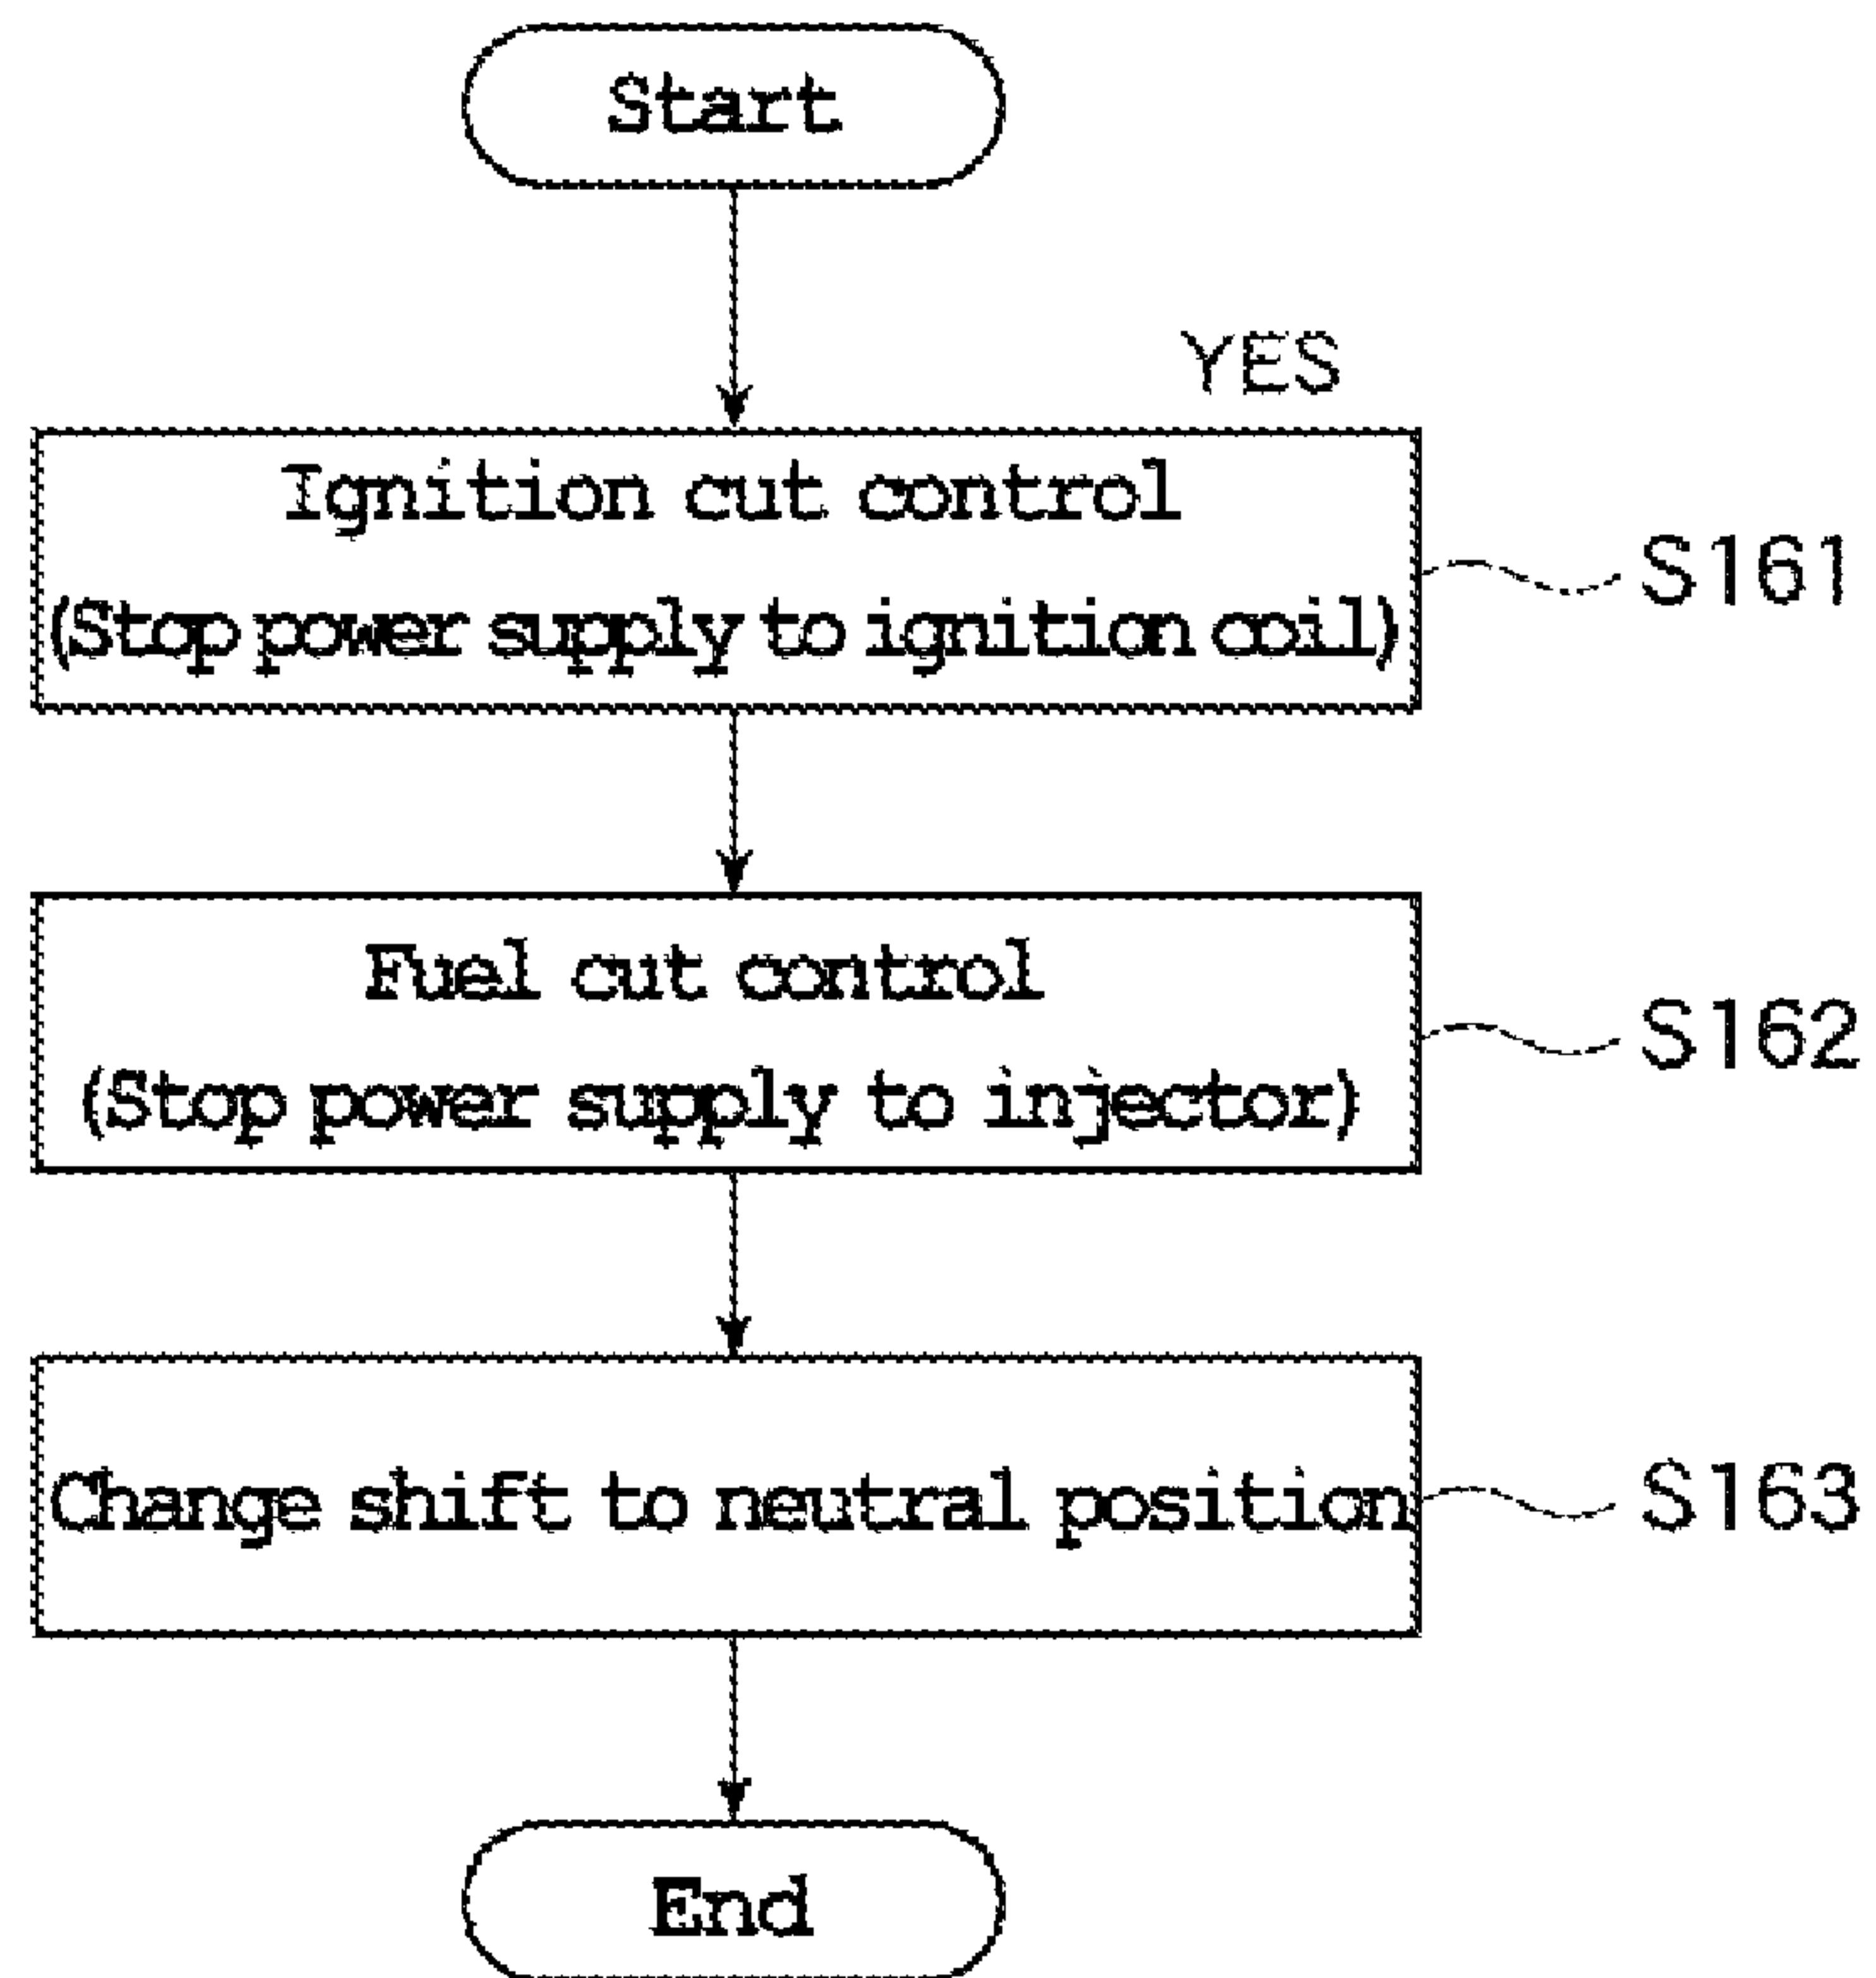 Start
YES
Ignition cut control
(Stop power supply to ignition coil)
S161
Fuel cut control
(Stop power supply to injector)
S162
Change shift to neutral position
S163
End